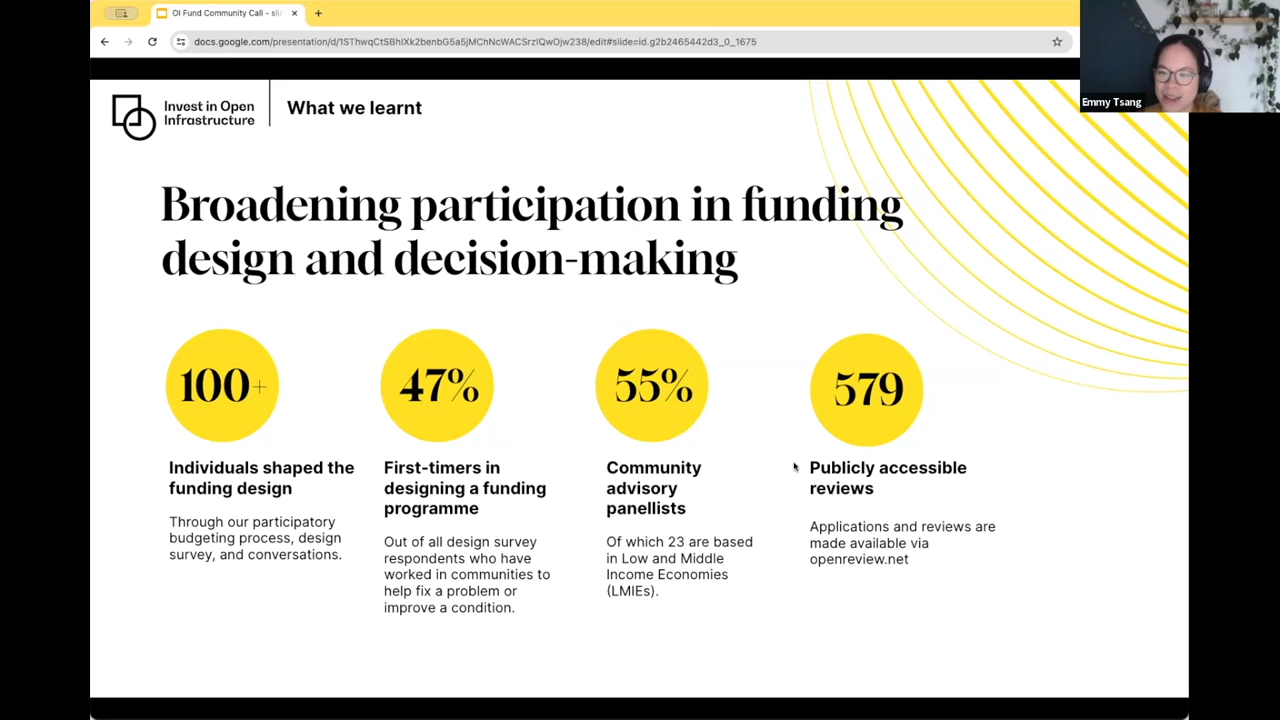 OI Fund Community Call - sli
docs.google.com/presentation/d/1SThwqCtSBhIXk2benbG5a5jMChNcWACSrzIQwOjw238/edit#slide=id.g2b2465442d3_0_1675
Emmy Tsang
Invest in Open
Infrastructure
What we learnt
Broadening participation in funding
design and decision-making
100+
Individuals shaped the
funding design
Through our participatory
budgeting process, design
survey, and conversations.
47%
First-timers in
designing a funding
programme
Out of all design survey
respondents who have
worked in communities to
help fix a problem or
improve a condition.
55%
Community
advisory
panellists
Of which 23 are based
in Low and Middle
Income Economies
(LMIEs).
579
Publicly accessible
reviews
Applications and reviews are
made available via
openreview.net